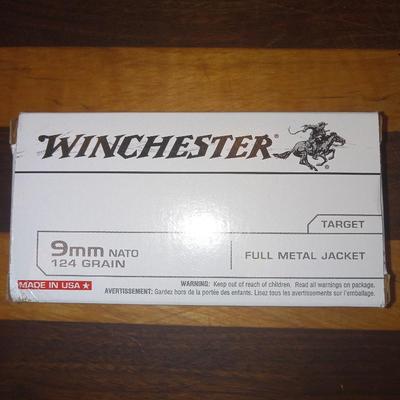 WINCHESTER®
TARGET
9mm NATO
124 GRAIN
FULL METAL JACKET
MADE IN USA
WARNING: Keep out of reach of children. Read all warnings on package.
AVERTISSEMENT: Gardez hors de la portée des enfants. Lisez tous les avertissements sur l'emballage.